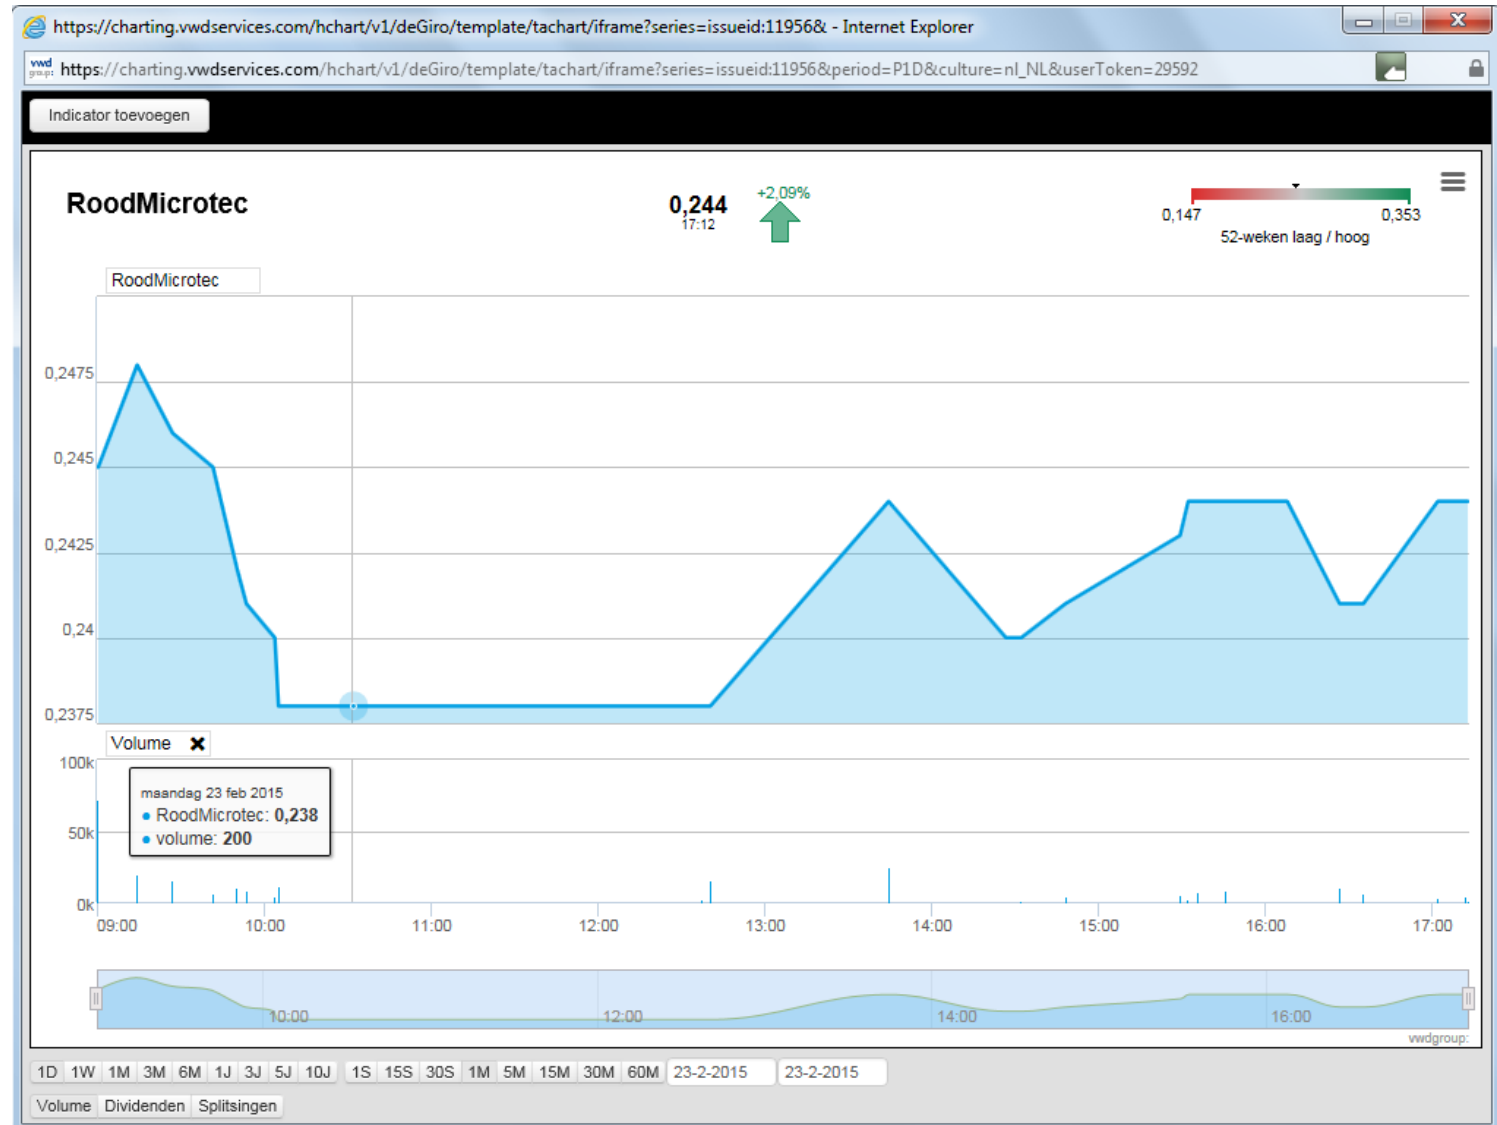 https://charting.vwdservices.com/hchart/v1/deGiro/template/tachart/iframe?series=issueid:11956& - Internet Explorer
vwd group: https://charting.vwdservices.com/hchart/v1/deGiro/template/tachart/iframe?series=issueid:11956&period=P1D&culture=nl_NL&userToken=29592
Indicator toevoegen
RoodMicrotec
0,244
17:12
+2,09%
0,147
0,353
52-weken laag / hoog
RoodMicrotec
0,2475
0,245
0,2425
0,24
0,2375
Volume
100k
50k
0k
maandag 23 feb 2015
RoodMicrotec: 0,238
volume: 200
09:00 10:00 11:00 12:00 13:00 14:00 15:00 16:00 17:00
10:00 12:00 14:00 16:00
vwdgroup:
1D 1W 1M 3M 6M 1J 3J 5J 10J 1S 15S 30S 1M 5M 15M 30M 60M 23-2-2015 23-2-2015
Volume Dividenden Splitsingen